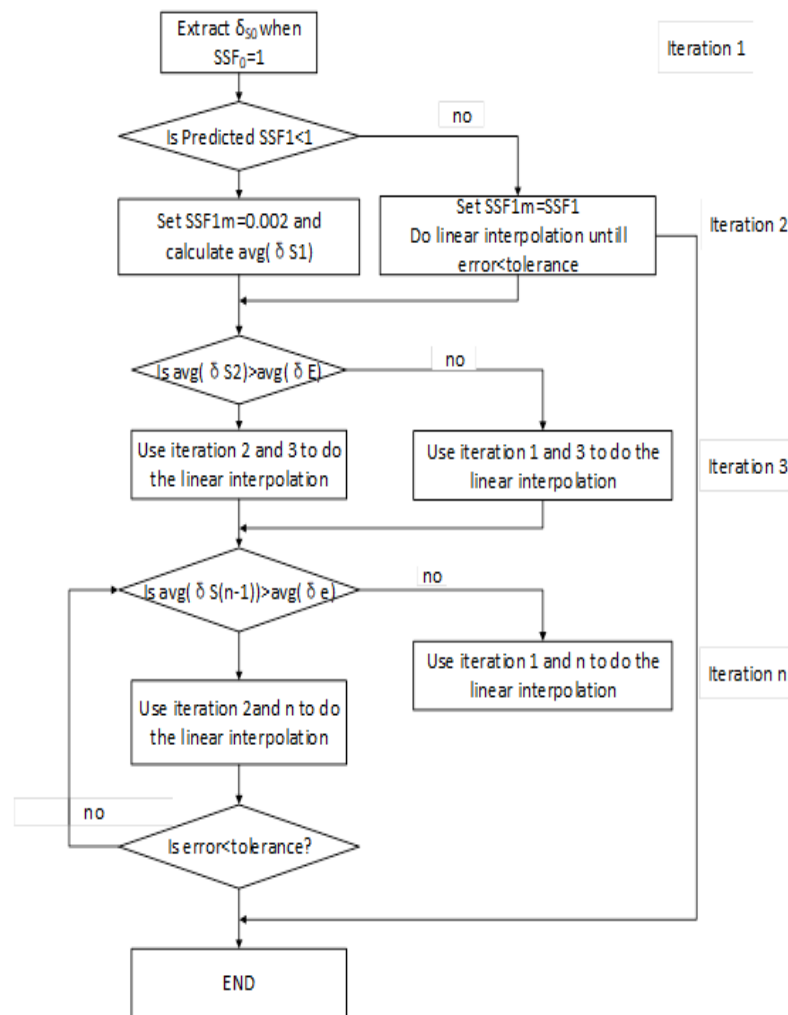 Extract δS0 when
SSF0=1
Iteration 1
no
Is Predicted SSF1<1
Set SSF1m=0.002 and
calculate avg( δ S1)
Set SSF1m=SSF1
Do linear interpolation untill
error<tolerance
Iteration 2
Is avg( δ S2)>avg( δ E)
no
Use iteration 2 and 3 to do
the linear interpolation
Use iteration 1 and 3 to do the
linear interpolation
Iteration 3
Is avg( δ S(n-1))>avg( δ e)
no
Use iteration 1 and n to do the
linear interpolation
Iteration n
Use iteration 2and n to do
the linear interpolation
no
Is error<tolerance?
END